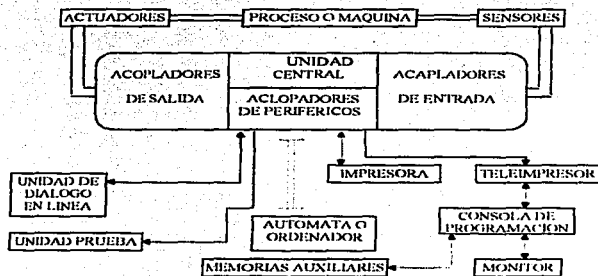 ACTUADORES
PROCESO O MAQUINA
SENSORES
ACOPLADORES
DE SALIDA
UNIDAD
CENTRAL
ACLOPADORES
DE PERIFERICOS
ACAPLADORES
DE ENTRADA
UNIDAD DE
DIALOGO
EN LINEA
IMPRESORA
TELEIMPRESOR
UNIDAD PRUEBA
AUTOMATA O
ORDENADOR
CONSOLA DE
PROGRAMACION
MEMORIAS AUXILIARES
MONITOR